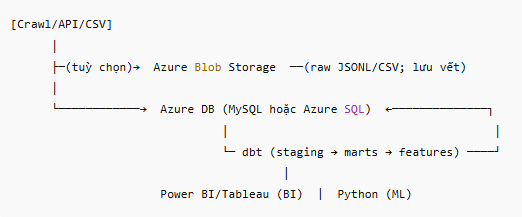 [Crawl/API/CSV]
(tuỳ chọn)→ Azure Blob Storage ──(raw JSONL/CSV; lưu vết)
Azure DB (MySQL hoặc Azure SQL)
dbt (staging → marts → features)
Power BI/Tableau (BI) | Python (ML)